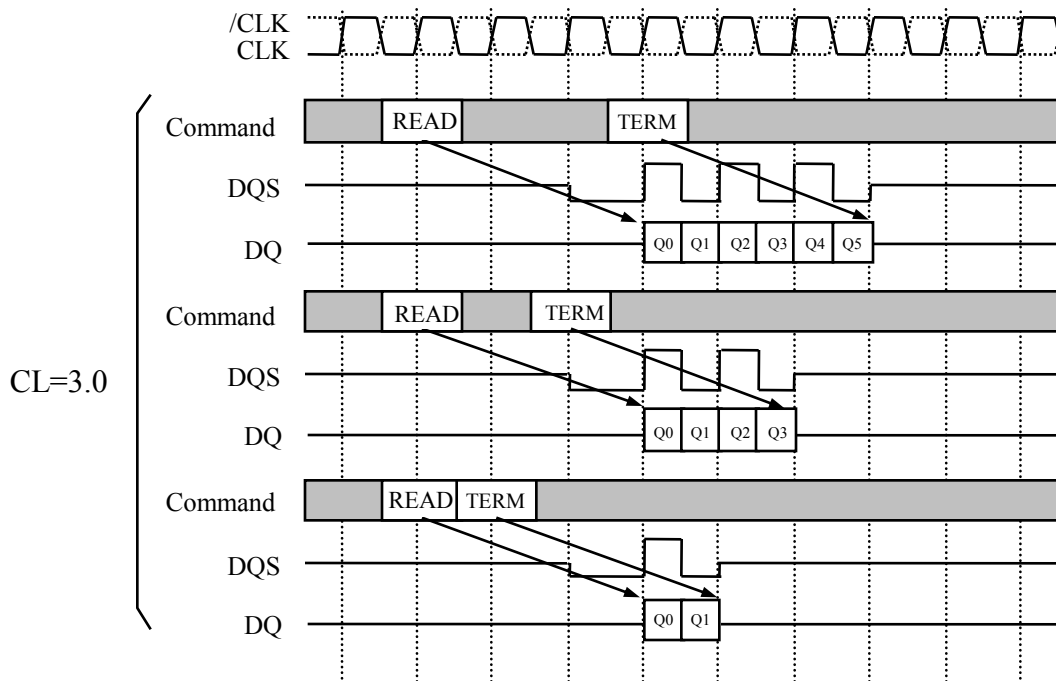 /CLK
CLK
Command READ TERM
DQS
DQ Q0 Q1 Q2 Q3 Q4 Q5
Command READ TERM
CL=3.0
DQS
DQ Q0 Q1 Q2 Q3
Command READ TERM
DQS
DQ Q0 Q1